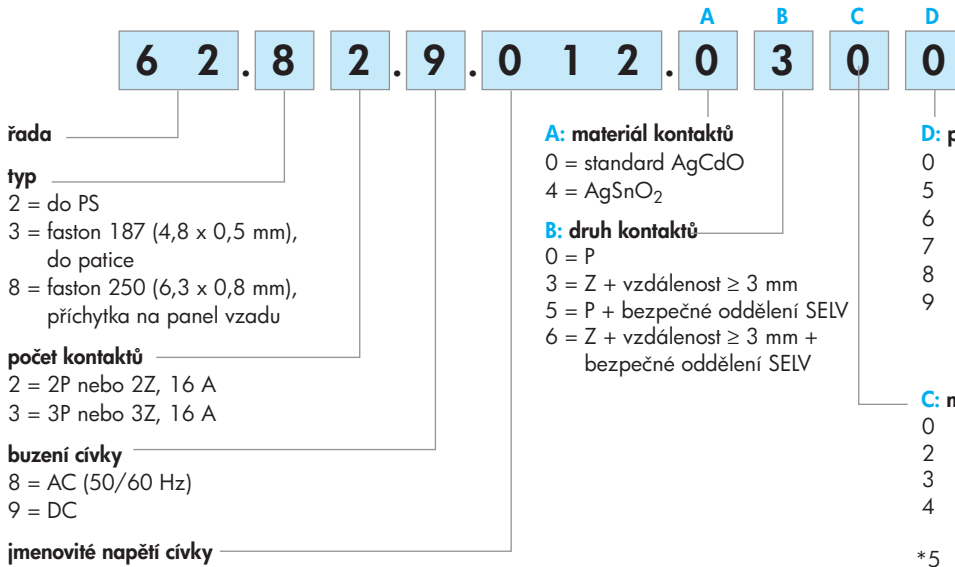 A B C D
6 2 . 8 2 . 9 . 0 1 2 . 0 3 0 0
řada
typ
2 = do PS
3 = faston 187 (4,8 x 0,5 mm),
do patice
8 = faston 250 (6,3 x 0,8 mm),
příchytka na panel vzadu
počet kontaktů
2 = 2P nebo 2Z, 16 A
3 = 3P nebo 3Z, 16 A
buzení cívky
8 = AC (50/60 Hz)
9 = DC
jmenovité napětí cívky
A: materiál kontaktů
0 = standard AgCdO
4 = AgSnO₂
B: druh kontaktů
0 = P
3 = Z + vzdálenost ≥ 3 mm
5 = P + bezpečné oddělení SELV
6 = Z + vzdálenost ≥ 3 mm +
bezpečné oddělení SELV
D:
0
5
6
7
8
9
C:
0
2
3
4
*5